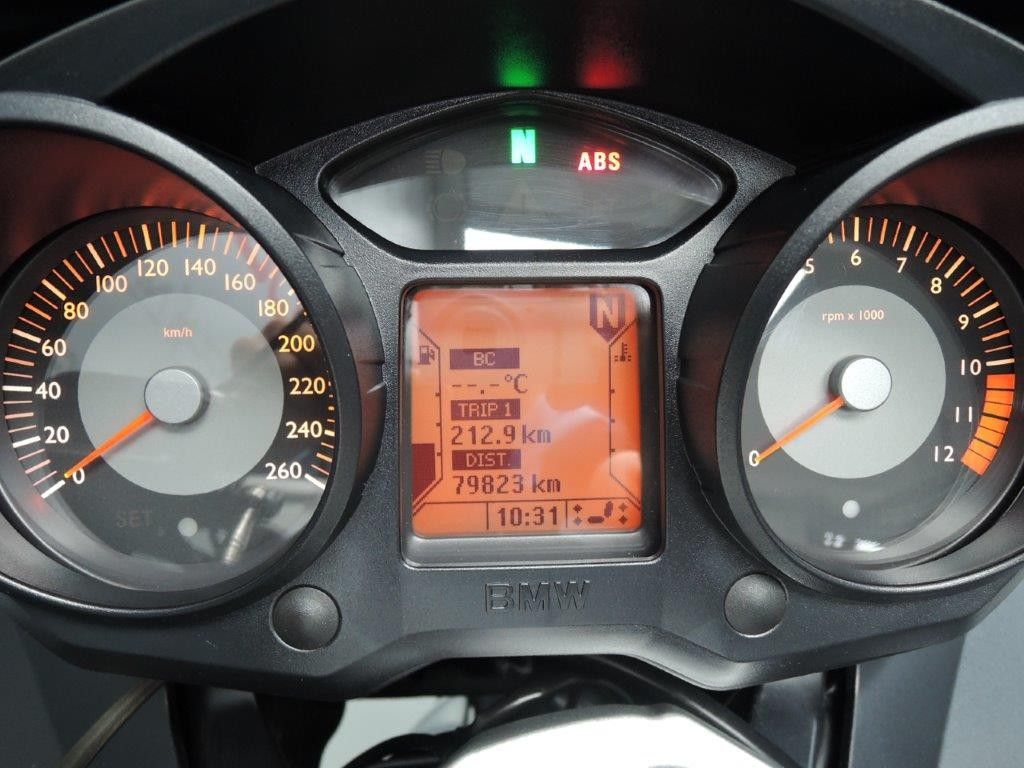 N
ABS
km/h
0
20
40
60
80
100
120
140
160
180
200
220
240
260
SET
N
BC
--.-°C
TRIP 1
212.9 km
DIST.
79823 km
10:31
rpm x 1000
0
5
6
7
8
9
10
11
12
BMW